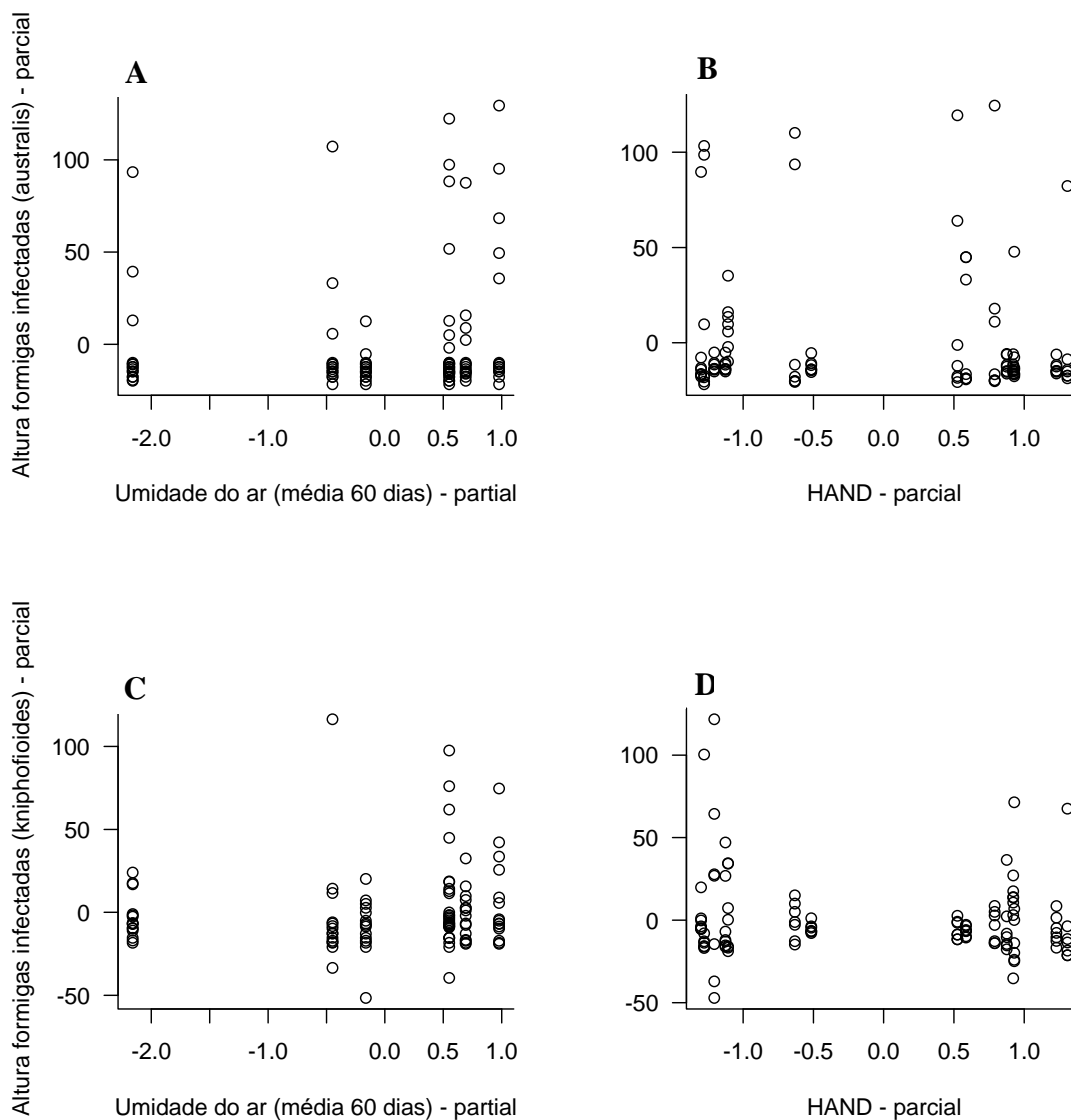 A
B
Altura formigas infectadas (australis) - parcial
100
50
0
-2.0 -1.0 0.0 0.5 1.0
Umidade do ar (média 60 dias) - partial
100
50
0
-1.0 -0.5 0.0 0.5 1.0
HAND - parcial
C
D
Altura formigas infectadas (kniphofioides) - parcial
100
50
0
-50
-2.0 -1.0 0.0 0.5 1.0
Umidade do ar (média 60 dias) - partial
100
50
0
-50
-1.0 -0.5 0.0 0.5 1.0
HAND - parcial